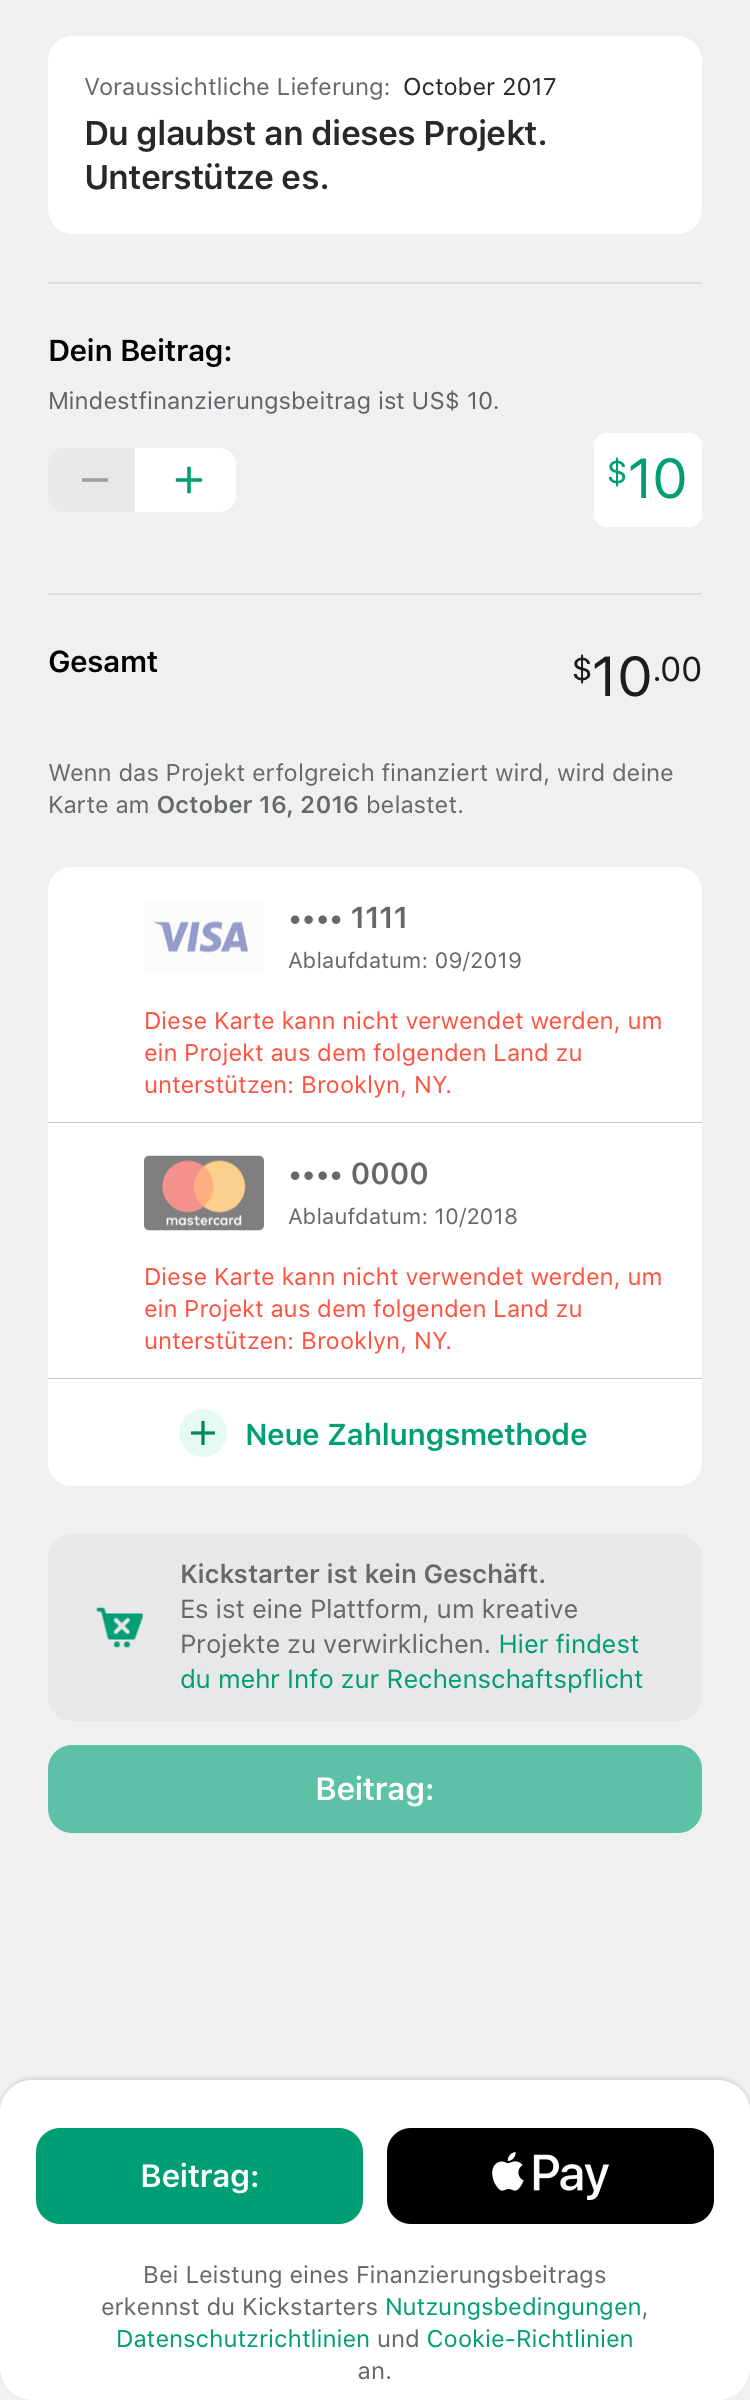 Voraussichtliche Lieferung: October 2017
Du glaubst an dieses Projekt.
Unterstütze es.
Dein Beitrag:
Mindestfinanzierungsbeitrag ist US$ 10.
$10
Gesamt
$10.00
Wenn das Projekt erfolgreich finanziert wird, wird deine
Karte am October 16, 2016 belastet.
VISA
•••• 1111
Ablaufdatum: 09/2019
Diese Karte kann nicht verwendet werden, um
ein Projekt aus dem folgenden Land zu
unterstützen: Brooklyn, NY.
mastercard
•••• 0000
Ablaufdatum: 10/2018
Diese Karte kann nicht verwendet werden, um
ein Projekt aus dem folgenden Land zu
unterstützen: Brooklyn, NY.
Neue Zahlungsmethode
Kickstarter ist kein Geschäft.
Es ist eine Plattform, um kreative
Projekte zu verwirklichen. Hier findest
du mehr Info zur Rechenschaftspflicht
Beitrag:
Beitrag:
Pay
Bei Leistung eines Finanzierungsbeitrags
erkennst du Kickstarters Nutzungsbedingungen,
Datenschutzrichtlinien und Cookie-Richtlinien
an.